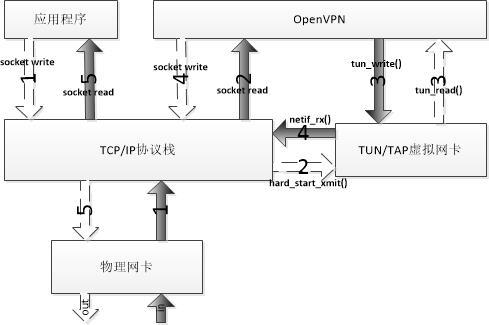 应用程序
OpenVPN
socket write
1
5
socket read
socket write
4
2
socket read
tun_write()
3
3
tun_read()
TCP/IP协议栈
netif_rx()
4
2
hard_start_xmit()
TUN/TAP虚拟网卡
5
1
物理网卡
out
in